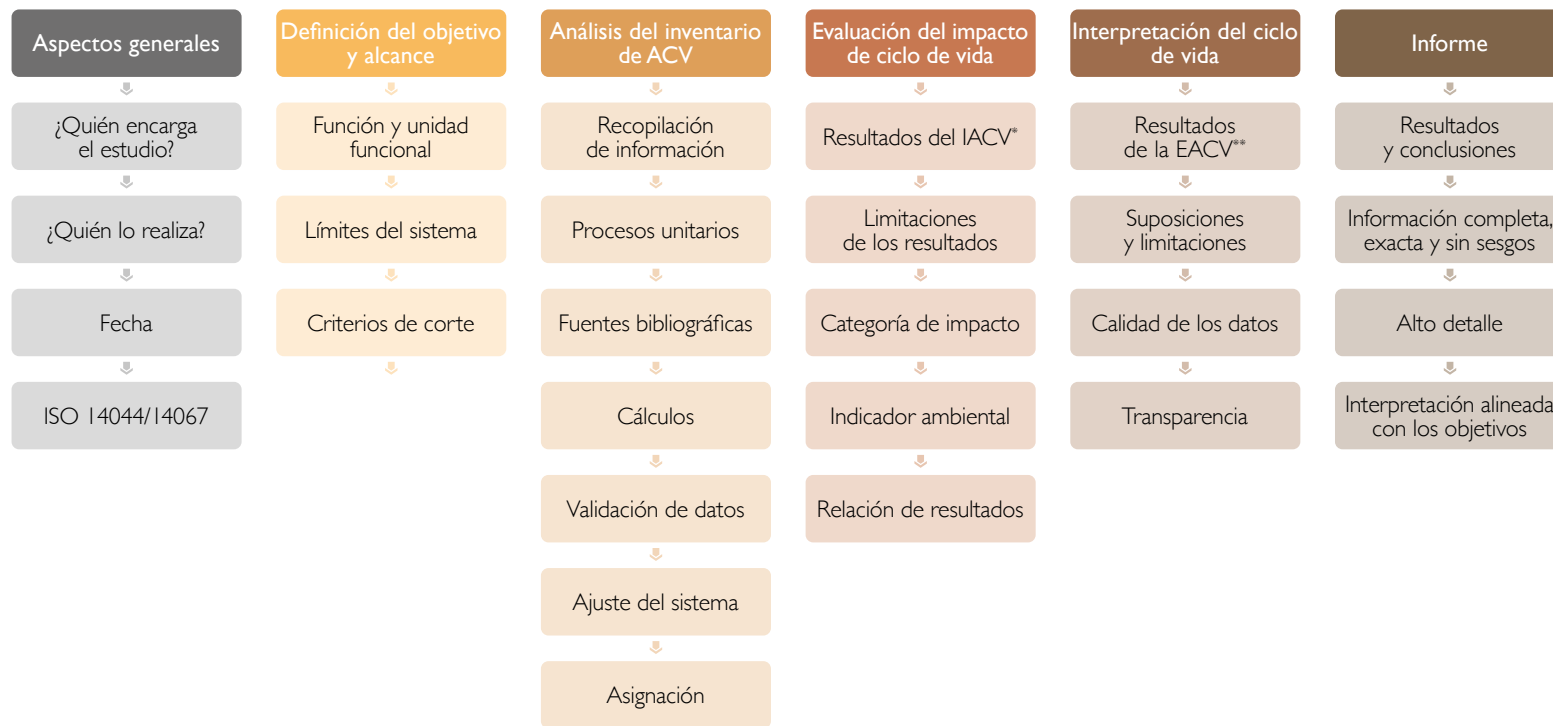 Aspectos generales
¿Quién encarga
el estudio?
¿Quién lo realiza?
Fecha
ISO 14044/14067
Definición del objetivo
y alcance
Función y unidad
funcional
Límites del sistema
Criterios de corte
Análisis del inventario
de ACV
Recopilación
de información
Procesos unitarios
Fuentes bibliográficas
Cálculos
Validación de datos
Ajuste del sistema
Asignación
Evaluación del impacto
de ciclo de vida
Resultados del IACV*
Limitaciones
de los resultados
Categoría de impacto
Indicador ambiental
Relación de resultados
Interpretación del ciclo
de vida
Resultados
de la EACV**
Suposiciones
y limitaciones
Calidad de los datos
Transparencia
Informe
Resultados
y conclusiones
Información completa,
exacta y sin sesgos
Alto detalle
Interpretación alineada
con los objetivos